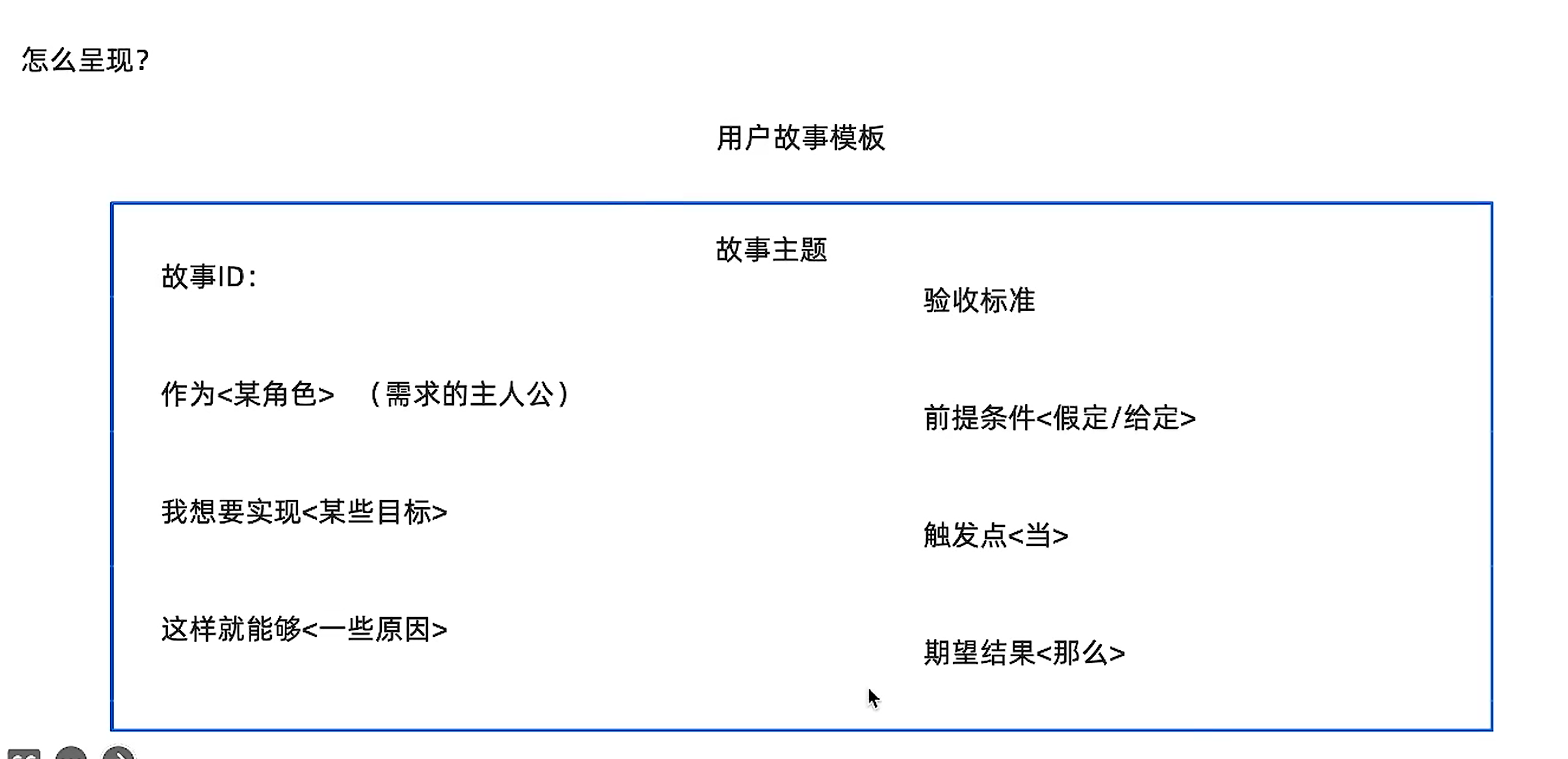 怎么呈现？
用户故事模板
故事主题
故事ID：
作为<某角色> （需求的主人公）
我想要实现<某些目标>
这样就能够<一些原因>
验收标准
前提条件<假定/给定>
触发点<当>
期望结果<那么>